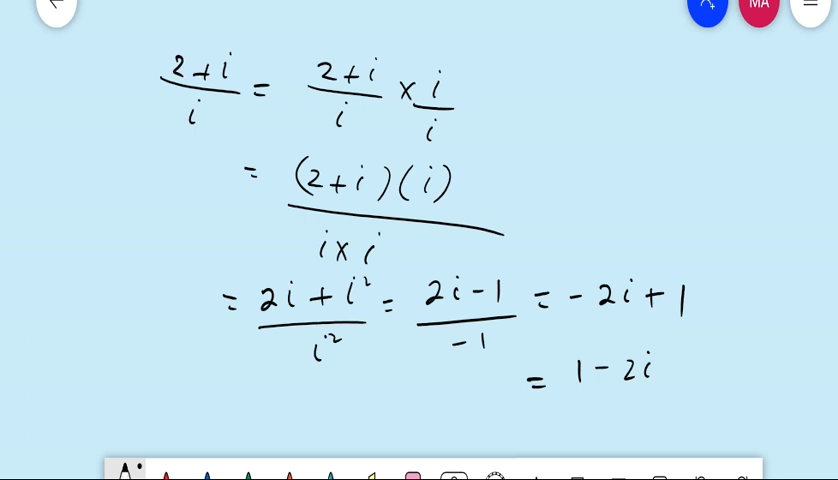 MA
(2+i)/i = (2+i)/i × i/i
= ((2+i)(i))/(i×i)
= (2i+i²)/i² = (2i-1)/-1 = -2i+1
= 1-2i